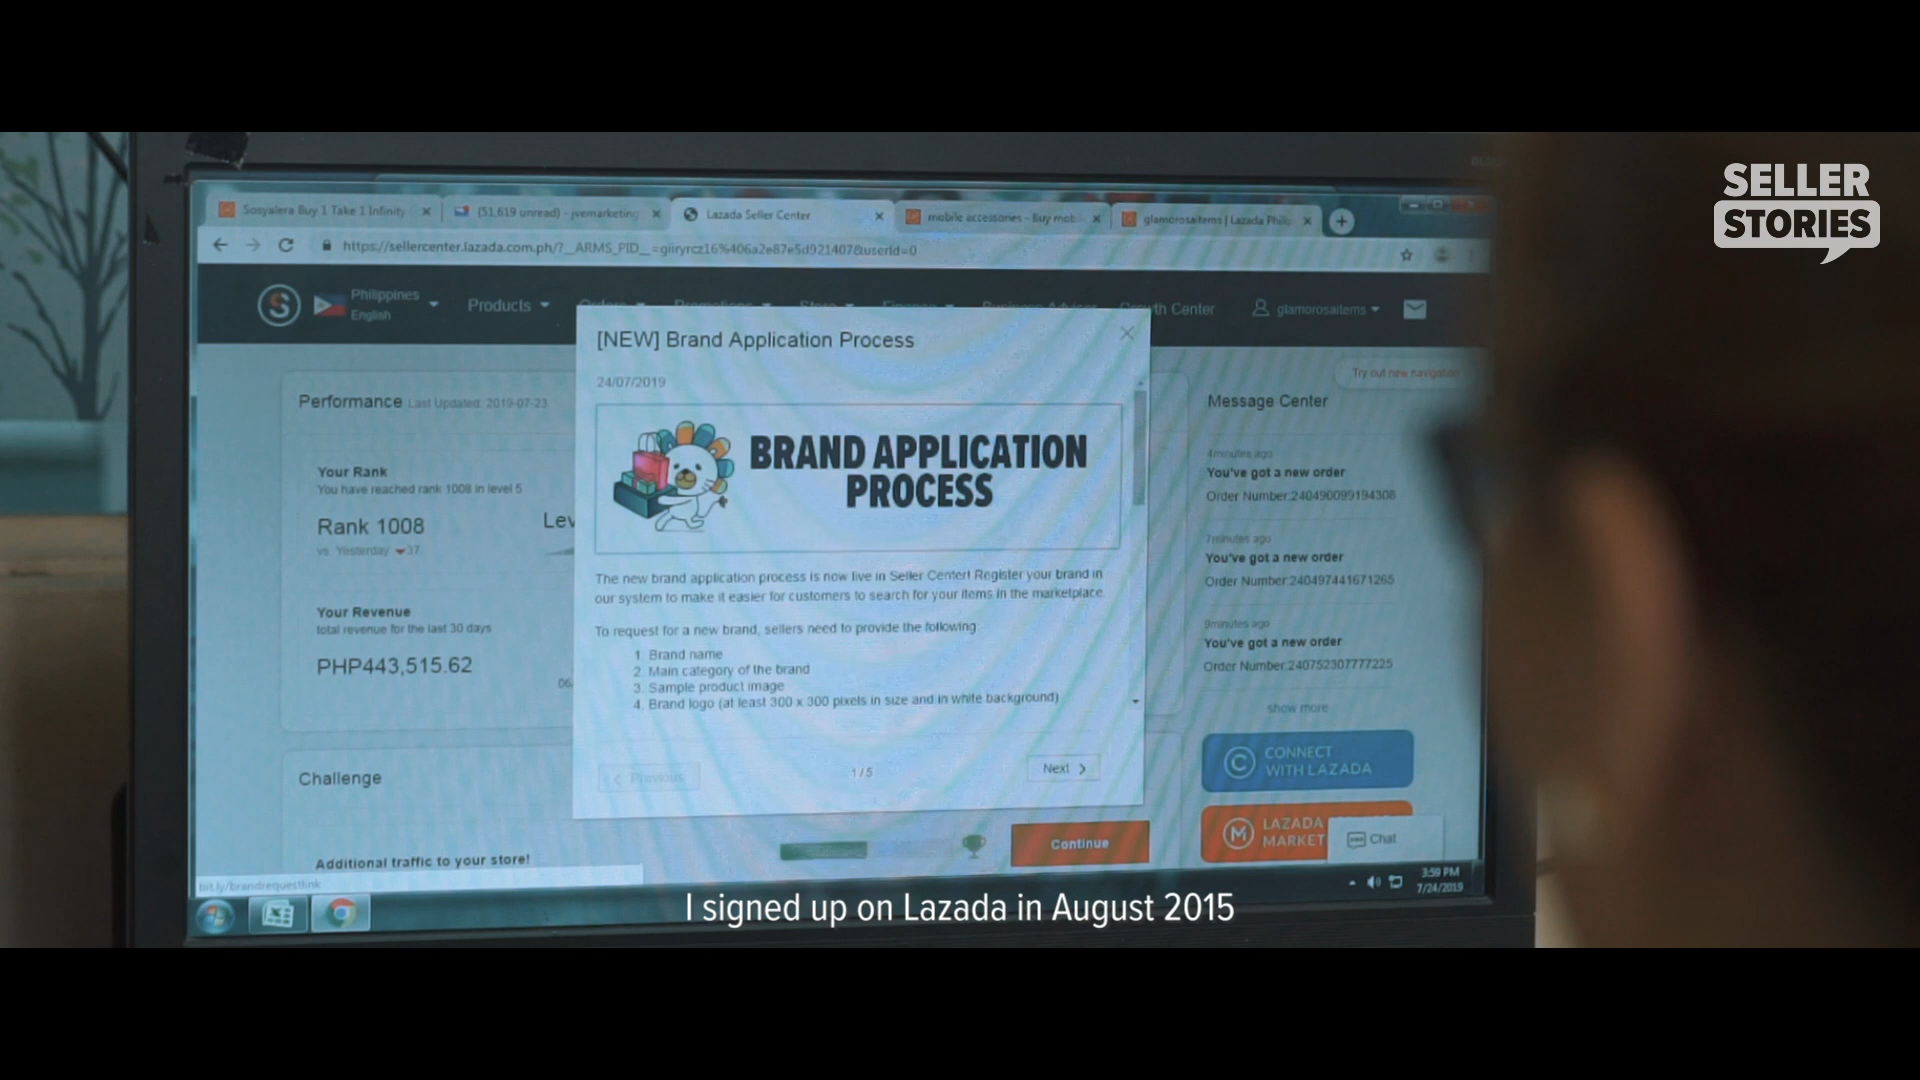 SELLER
STORIES
Sosyalera Buy 1 Take 1 Infinity
(51,619 unread) - jvemarketing
Lazada Seller Center
mobile accessories - Buy mob
glamorosaitems | Lazada Philip
https://sellercenter.lazada.com.ph/?__ARMS_PID__=giiryrcz16%406a2e87e5d921407&userId=0
Philippines
English
Products
Growth Center
glamorosaitems
Try out new navigation
[NEW] Brand Application Process
24/07/2019
BRAND APPLICATION
PROCESS
The new brand application process is now live in Seller Center! Register your brand in
our system to make it easier for customers to search for your items in the marketplace.
To request for a new brand, sellers need to provide the following:
1. Brand name
2. Main category of the brand
3. Sample product image
4. Brand logo (at least 300 x 300 pixels in size and in white background)
Previous
1 / 5
Next
Performance Last Updated: 2019-07-23
Your Rank
You have reached rank 1008 in level 5
Rank 1008
Lev
vs. Yesterday 37
Your Revenue
total revenue for the last 30 days
PHP443,515.62
06
Challenge
Additional traffic to your store!
Continue
Message Center
4minutes ago
You've got a new order
Order Number:240490099194308
7minutes ago
You've got a new order
Order Number:240497441671265
9minutes ago
You've got a new order
Order Number:240752307777225
show more
CONNECT
WITH LAZADA
LAZADA
MARKET
Chat
bit.ly/brandrequestlink
3:59 PM
7/24/2019
I signed up on Lazada in August 2015